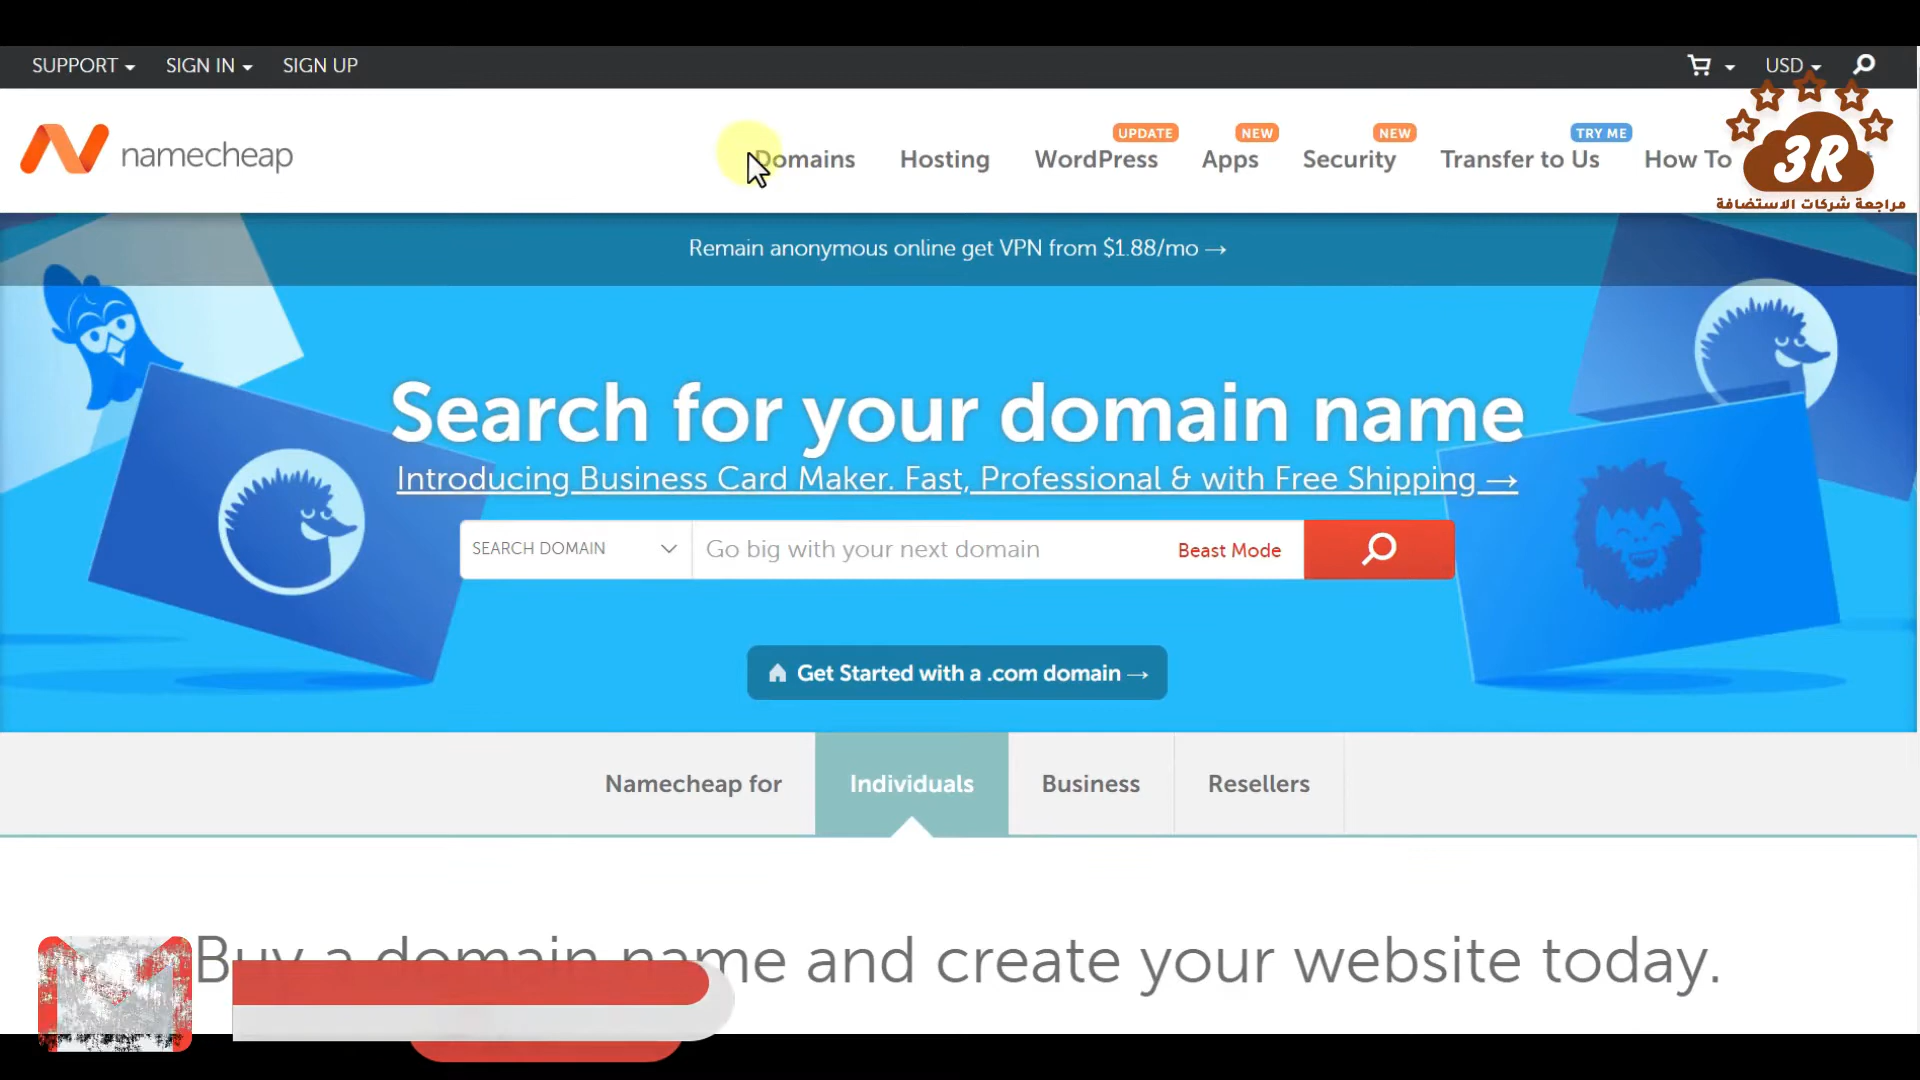 SUPPORT SIGN IN SIGN UP USD
namecheap
UPDATE NEW NEW TRY ME
Domains Hosting WordPress Apps Security Transfer to Us How To
3R
مراجعة شركات الاستضافة
Remain anonymous online get VPN from $1.88/mo →
Search for your domain name
Introducing Business Card Maker. Fast, Professional & with Free Shipping →
SEARCH DOMAIN Go big with your next domain Beast Mode
Get Started with a .com domain →
Namecheap for Individuals Business Resellers
Buy a domain name and create your website today.